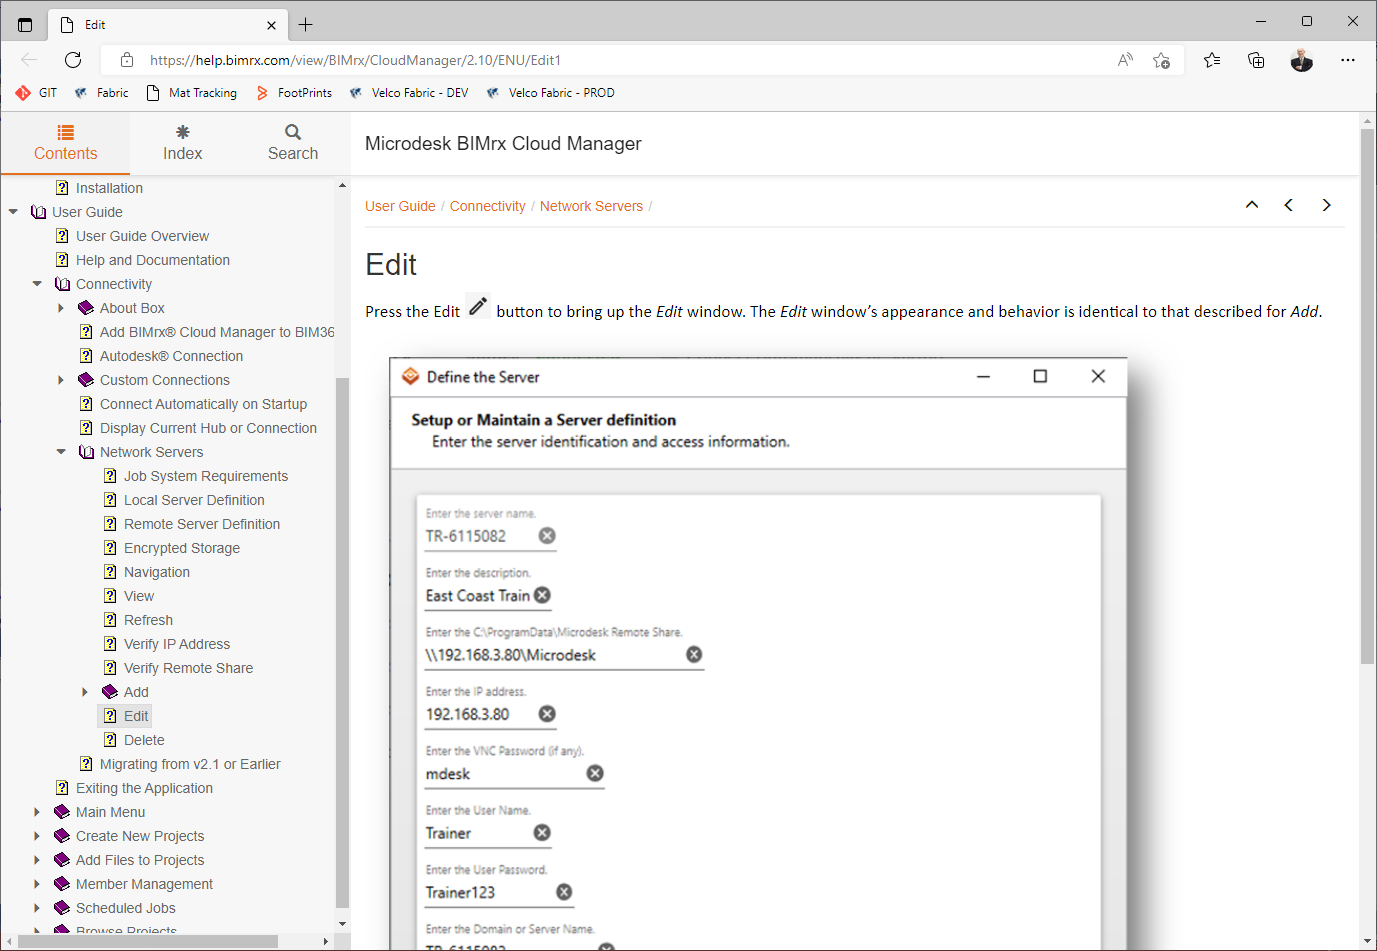 Edit
https://help.bimrx.com/view/BIMrx/CloudManager/2.10/ENU/Edit1
GIT
Fabric
Mat Tracking
FootPrints
Velco Fabric - DEV
Velco Fabric - PROD
Contents
Index
Search
Microdesk BIMrx Cloud Manager
Installation
User Guide
User Guide Overview
Help and Documentation
Connectivity
About Box
Add BIMrx® Cloud Manager to BIM36
Autodesk® Connection
Custom Connections
Connect Automatically on Startup
Display Current Hub or Connection
Network Servers
Job System Requirements
Local Server Definition
Remote Server Definition
Encrypted Storage
Navigation
View
Refresh
Verify IP Address
Verify Remote Share
Add
Edit
Delete
Migrating from v2.1 or Earlier
Exiting the Application
Main Menu
Create New Projects
Add Files to Projects
Member Management
Scheduled Jobs
Browse Projects
User Guide / Connectivity / Network Servers /
Edit
Press the Edit button to bring up the Edit window. The Edit window’s appearance and behavior is identical to that described for Add.
Define the Server
Setup or Maintain a Server definition
Enter the server identification and access information.
Enter the server name.
TR-6115082
Enter the description.
East Coast Train
Enter the C:\ProgramData\Microdesk Remote Share.
\\192.168.3.80\Microdesk
Enter the IP address.
192.168.3.80
Enter the VNC Password (if any).
mdesk
Enter the User Name.
Trainer
Enter the User Password.
Trainer123
Enter the Domain or Server Name.
TR-6115082